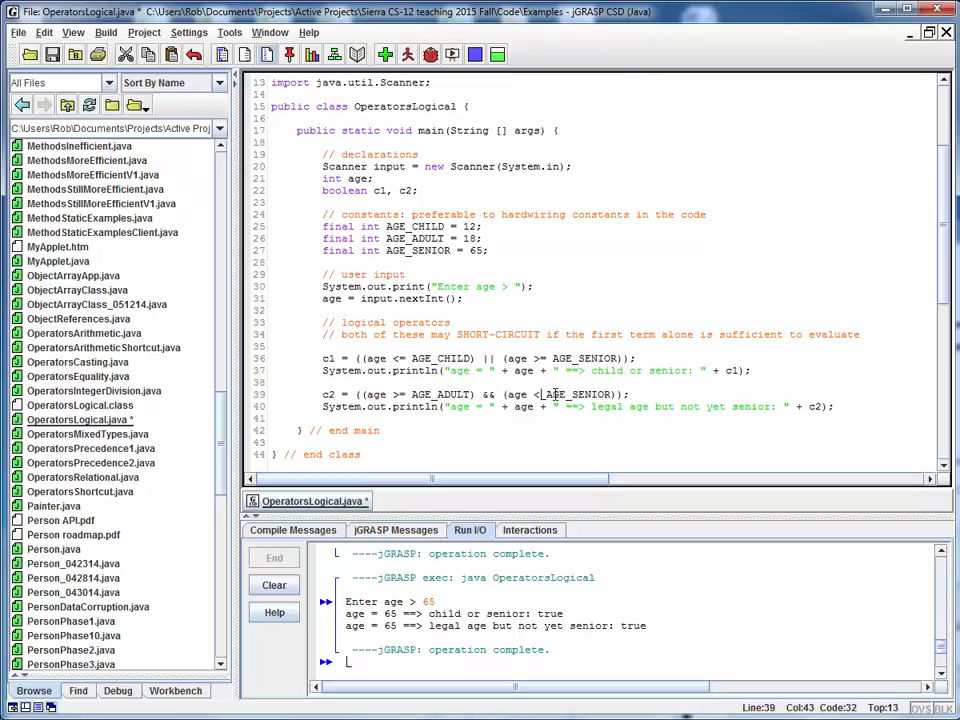 File: OperatorsLogical.java *  C:\Users\Rob\Documents\Projects\Active Projects\Sierra CS-12 teaching 2015 Fall\Code\Examples - jGRASP CSD (Java)
File Edit View Build Project Settings Tools Window Help
All Files Sort By Name
C:\Users\Rob\Documents\Projects\Active Proj
MethodsInefficient.java
MethodsMoreEfficient.java
MethodsMoreEfficientV1.java
MethodsStillMoreEfficient.java
MethodsStillMoreEfficientV1.java
MethodStaticExamples.java
MethodStaticExamplesClient.java
MyApplet.htm
MyApplet.java
ObjectArrayApp.java
ObjectArrayClass.java
ObjectArrayClass_051214.java
ObjectReferences.java
OperatorsArithmetic.java
OperatorsArithmeticShortcut.java
OperatorsCasting.java
OperatorsEquality.java
OperatorsIntegerDivision.java
OperatorsLogical.class
OperatorsLogical.java *
OperatorsMixedTypes.java
OperatorsPrecedence1.java
OperatorsPrecedence2.java
OperatorsRelational.java
OperatorsShortcut.java
Painter.java
Person API.pdf
Person roadmap.pdf
Person.java
Person_042314.java
Person_042814.java
Person_043014.java
PersonDataCorruption.java
PersonPhase1.java
PersonPhase10.java
PersonPhase2.java
PersonPhase3.java
Browse Find Debug Workbench
13 import java.util.Scanner;
14
15 public class OperatorsLogical {
16
17 public static void main(String [] args) {
18
19 // declarations
20 Scanner input = new Scanner(System.in);
21 int age;
22 boolean c1, c2;
23
24 // constants: preferable to hardwiring constants in the code
25 final int AGE_CHILD = 12;
26 final int AGE_ADULT = 18;
27 final int AGE_SENIOR = 65;
28
29 // user input
30 System.out.print("Enter age > ");
31 age = input.nextInt();
32
33 // logical operators
34 // both of these may SHORT-CIRCUIT if the first term alone is sufficient to evaluate
35
36 c1 = ((age <= AGE_CHILD) || (age >= AGE_SENIOR));
37 System.out.println("age = " + age + " ==> child or senior: " + c1);
38
39 c2 = ((age >= AGE_ADULT) && (age < AGE_SENIOR));
40 System.out.println("age = " + age + " ==> legal age but not yet senior: " + c2);
41
42 } // end main
43
44 } // end class
OperatorsLogical.java *
Compile Messages jGRASP Messages Run I/O Interactions
End
Clear
Help
----jGRASP: operation complete.
----jGRASP exec: java OperatorsLogical
Enter age > 65
age = 65 ==> child or senior: true
age = 65 ==> legal age but not yet senior: true
----jGRASP: operation complete.
Line:39 Col:43 Code:32 Top:13 OVS BLK